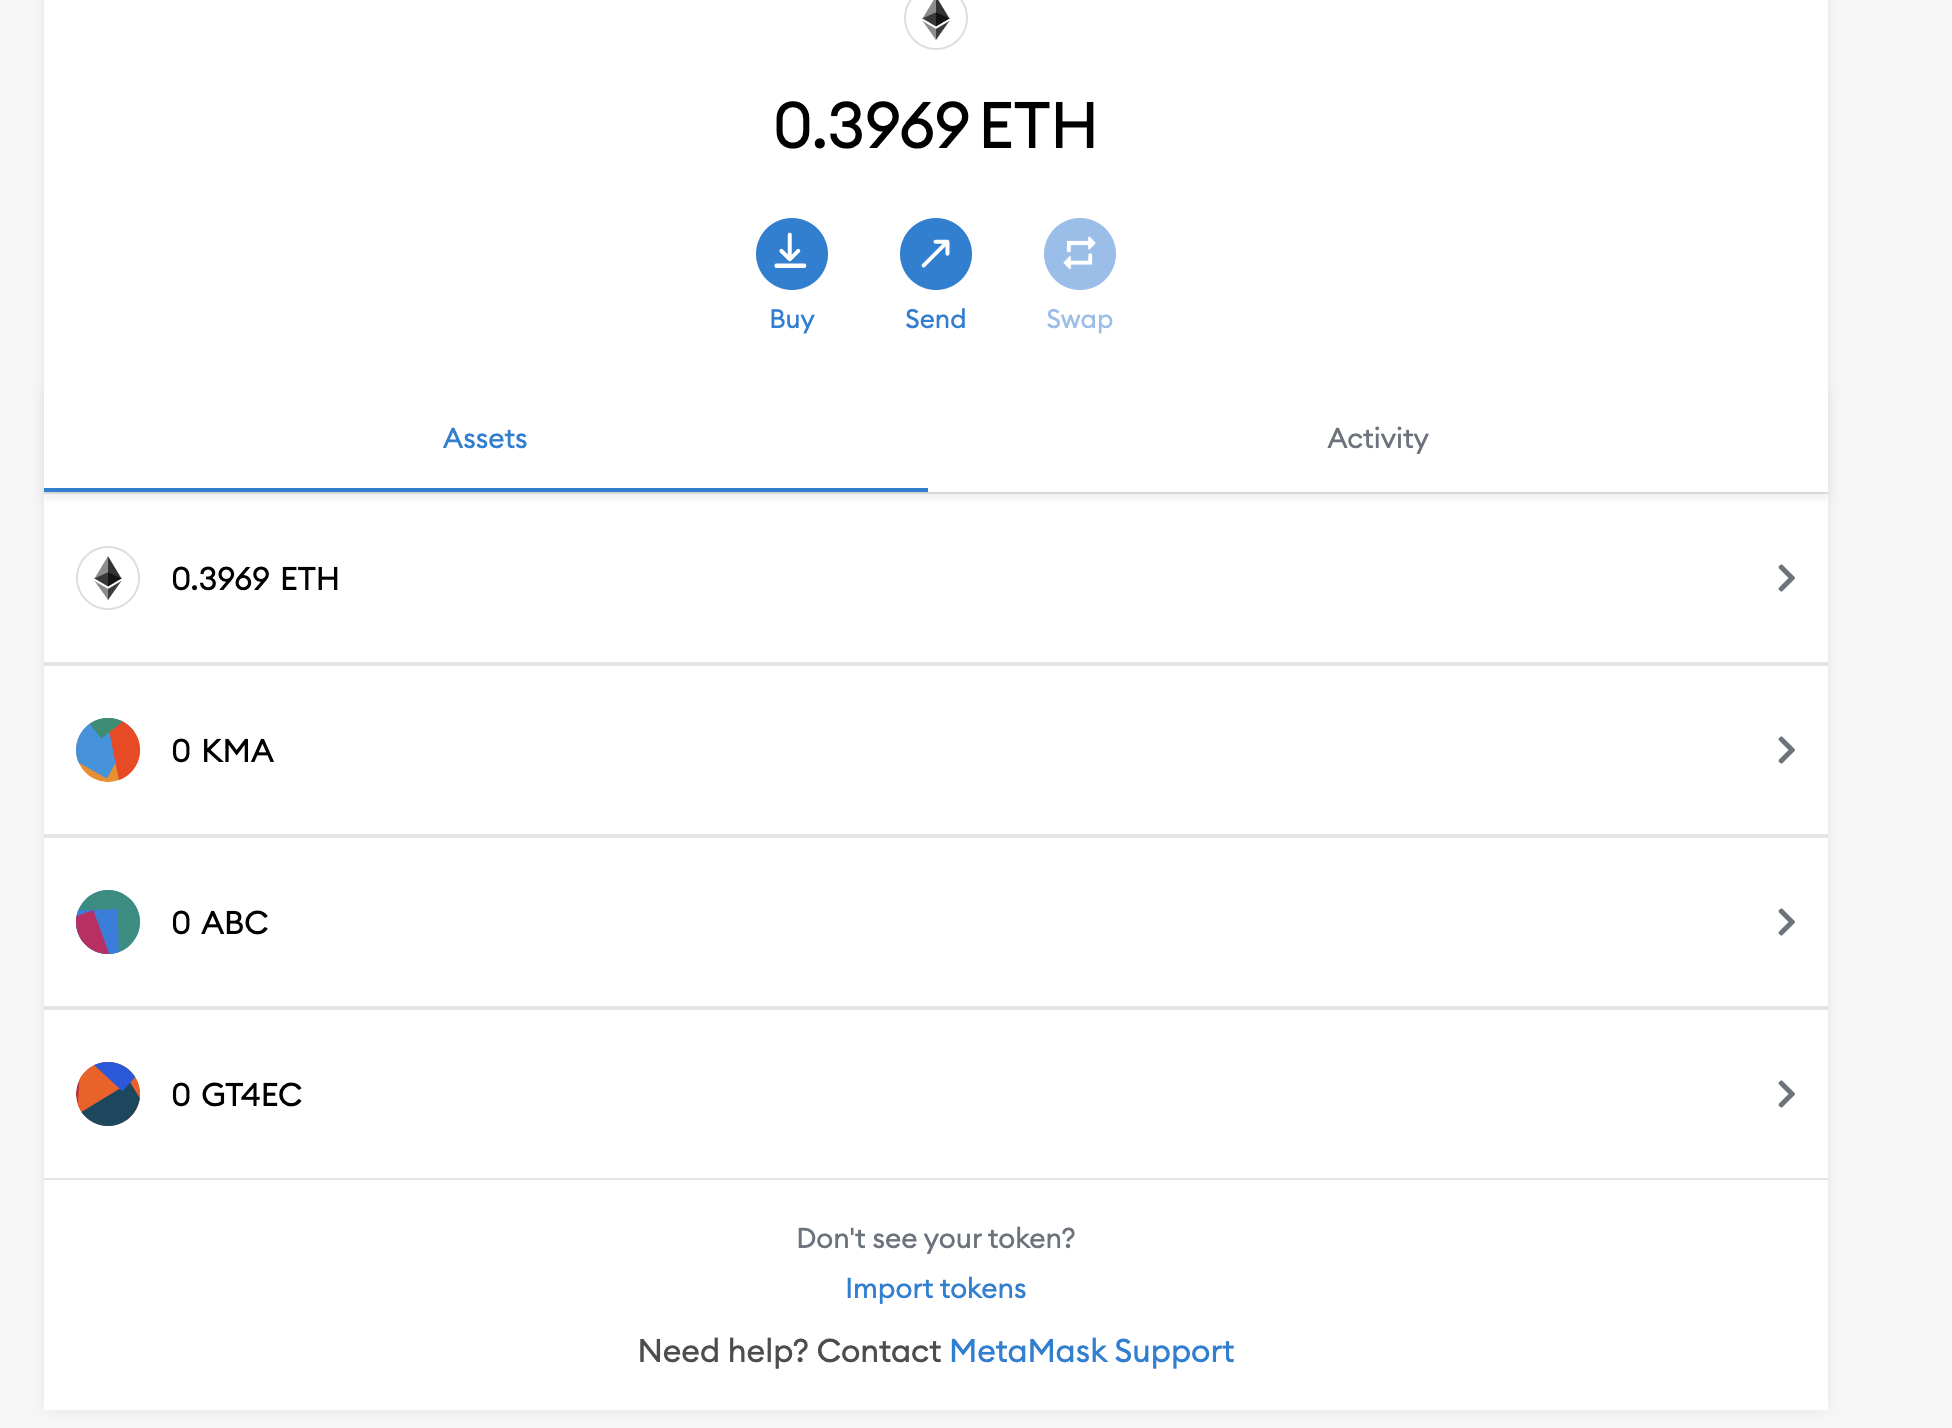 0.3969 ETH
Buy Send Swap
Assets Activity
0.3969 ETH
0 KMA
0 ABC
0 GT4EC
Don't see your token?
Import tokens
Need help? Contact MetaMask Support